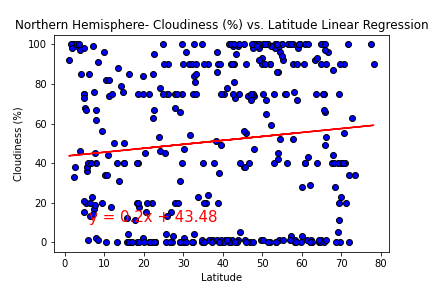 Northern Hemisphere- Cloudiness (%) vs. Latitude Linear Regression
100
80
60
40
20
0
Cloudiness (%)
y = 0.2x + 43.48
0 10 20 30 40 50 60 70 80
Latitude